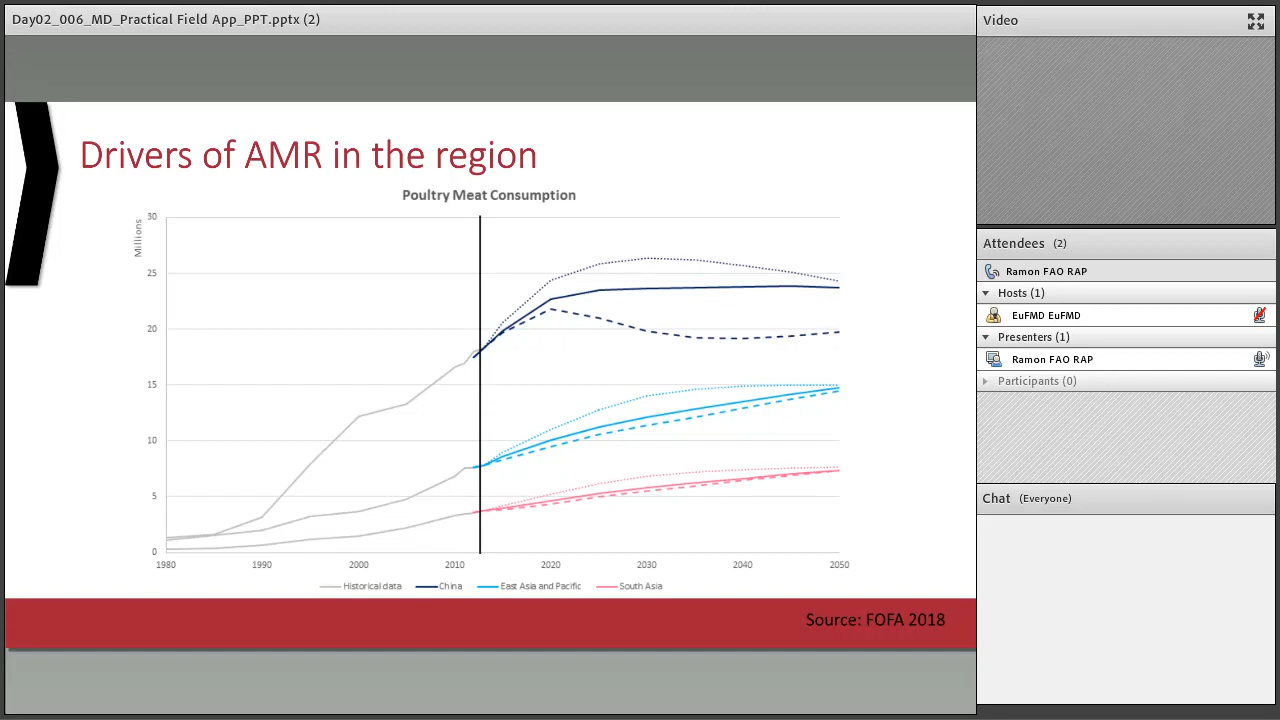 Day02_006_MD_Practical Field App_PPT.pptx (2)
Drivers of AMR in the region
Poultry Meat Consumption
Millions
30
25
20
15
10
5
0
1980 1990 2000 2010 2020 2030 2040 2050
Historical data China East Asia and Pacific South Asia
Source: FOFA 2018
Video
Attendees (2)
Ramon FAO RAP
Hosts (1)
EuFMD EuFMD
Presenters (1)
Ramon FAO RAP
Participants (0)
Chat (Everyone)